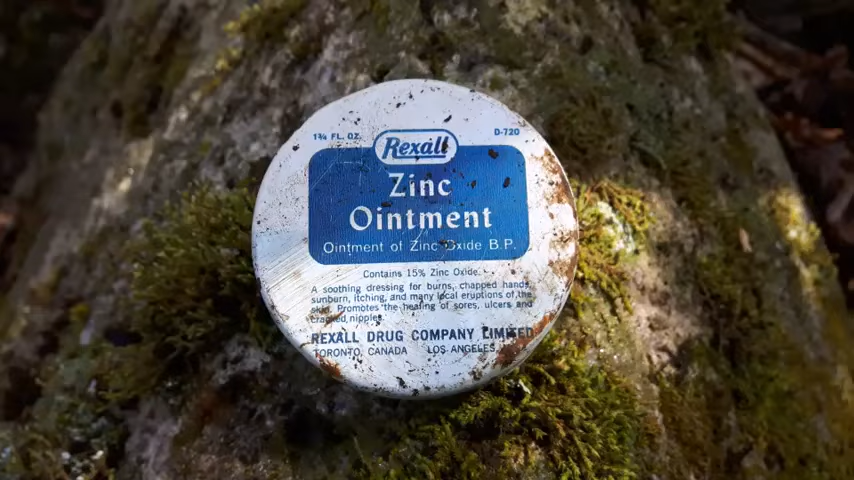 1¾ FL. OZ. D-720
Rexall
Zinc
Ointment
Ointment of Zinc Oxide B.P.
Contains 15% Zinc Oxide.
A soothing dressing for burns, chapped hands,
sunburn, itching, and many local eruptions of the
skin. Promotes the healing of sores, ulcers and
cracked nipples.
REXALL DRUG COMPANY LIMITED
TORONTO, CANADA LOS ANGELES,